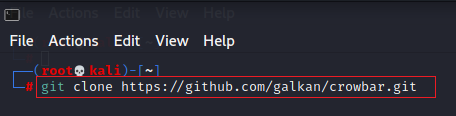 File Actions Edit View Help
File Actions Edit View Help
(root💀kali)-[~]
# git clone https://github.com/galkan/crowbar.git